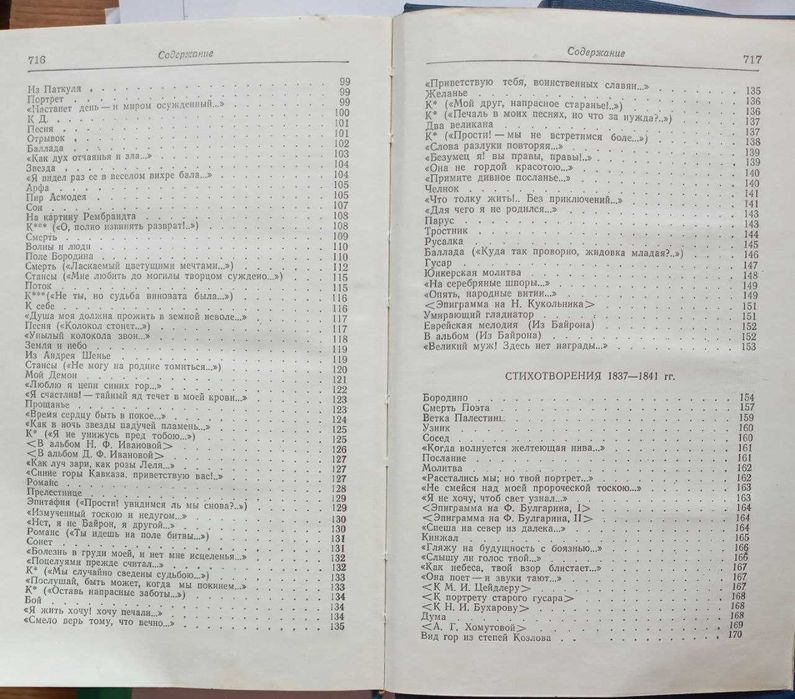 716 Содержание
Из Паткуля 99
Портрет 99
«Настанет день — и миром осужденный...» 99
К Д. 100
Песня 101
Отрывок 101
Баллада 102
«Как дух отчаянья и зла...» 103
Звезда 104
«Я видел раз ее в веселом вихре бала...» 104
Арфа 105
Пир Асмодея 105
Сон 107
На картину Рембрандта 108
К*** («О, полно извинять разврат!..») 108
Смерть 109
Волны и люди 110
Поле Бородина 110
Смерть («Ласкаемый цветущими мечтами...») 112
Стансы («Мне любить до могилы творцом суждено...») 115
Поток 115
К*** («Не ты, но судьба виновата была...») 116
К себе 116
«Душа моя должна прожить в земной неволе...» 117
Песня («Колокол стонет...») 117
«Унылый колокола звон...» 118
Земля и небо 119
Из Андрея Шенье 119
Стансы («Не могу на родине томиться...») 120
Мой Демон 121
«Люблю я цепи синих гор...» 122
«Я счастлив! — тайный яд течет в моей крови...» 123
Прощанье 123
«Время сердцу быть в покое...» 124
«Как в ночь звезды падучей пламень...» 125
К* («Я не унижусь пред тобою...») 125
<В альбом Н. Ф. Ивановой> 126
<В альбом Д. Ф. Ивановой> 127
«Как луч зари, как розы Леля...» 127
«Синие горы Кавказа, приветствую вас!..» 127
Романс 128
Прелестнице 129
Эпитафия («Прости! увидимся ль мы снова?..») 129
«Измученный тоскою и недугом...» 130
«Нет, я не Байрон, я другой...» 130
Романс («Ты идешь на поле битвы...») 131
Сонет 131
«Болезнь в груди моей, и нет мне исцеленья...» 132
«Поцелуями прежде считал...» 132
К* («Мы случайно сведены судьбою...») 133
«Послушай, быть может, когда мы покинем...» 133
К* («Оставь напрасные заботы...») 134
Бой 134
«Я жить хочу! хочу печали...» 134
«Смело верь тому, что вечно...» 135
Содержание 717
«Приветствую тебя, воинственных славян...» 135
Желанье 136
К* («Мой друг, напрасное старанье!..») 136
К* («Печаль в моих песнях, но что за нужда?..») 137
Два великана 137
К* («Прости! — мы не встретимся боле...») 138
«Слова разлуки повторяя...» 139
«Безумец я! вы правы, правы!..» 139
«Она не гордой красотою...» 140
«Примите дивное посланье...» 140
Челнок 141
«Что толку жить!.. Без приключений...» 141
«Для чего я не родился...» 143
Парус 143
Тростник 144
Русалка 145
Баллада («Куда так проворно, жидовка младая?..») 146
Гусар 147
Юнкерская молитва 148
«На серебряные шпоры...» 149
«Опять, народные витии...» 149
<Эпиграмма на Н. Кукольника> 151
Умирающий гладиатор 151
Еврейская мелодия (Из Байрона) 152
В альбом (Из Байрона) 152
«Великий муж! Здесь нет награды...» 153
СТИХОТВОРЕНИЯ 1837—1841 гг.
Бородино 154
Смерть Поэта 157
Ветка Палестины 159
Узник 160
Сосед 160
«Когда волнуется желтеющая нива...» 161
Послание 161
Молитва 162
«Расстались мы; но твой портрет...» 162
«Не смейся над моей пророческой тоскою...» 163
«Я не хочу, чтоб свет узнал...» 163
<Эпиграмма на Ф. Булгарина, I> 164
<Эпиграмма на Ф. Булгарина, II> 164
«Спеша на север из далека...» 164
Кинжал 165
«Гляжу на будущность с боязнью...» 166
«Слышу ли голос твой...» 166
«Как небеса, твой взор блистает...» 167
«Она поет — и звуки тают...» 167
<К М. И. Цейдлеру> 167
<К портрету старого гусара> 168
<К Н. И. Бухарову> 168
Дума 168
<А. Г. Хомутовой> 169
Вид гор из степей Козлова 170